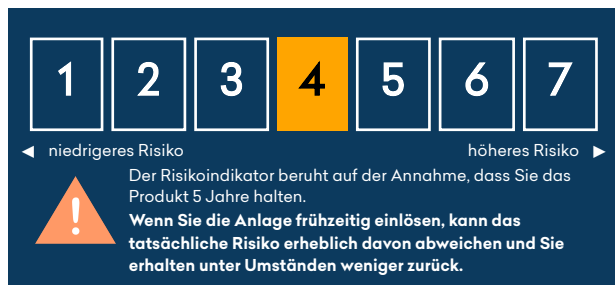 1 2 3 4 5 6 7
niedrigeres Risiko höheres Risiko
Der Risikoindikator beruht auf der Annahme, dass Sie das
Produkt 5 Jahre halten.
Wenn Sie die Anlage frühzeitig einlösen, kann das
tatsächliche Risiko erheblich davon abweichen und Sie
erhalten unter Umständen weniger zurück.